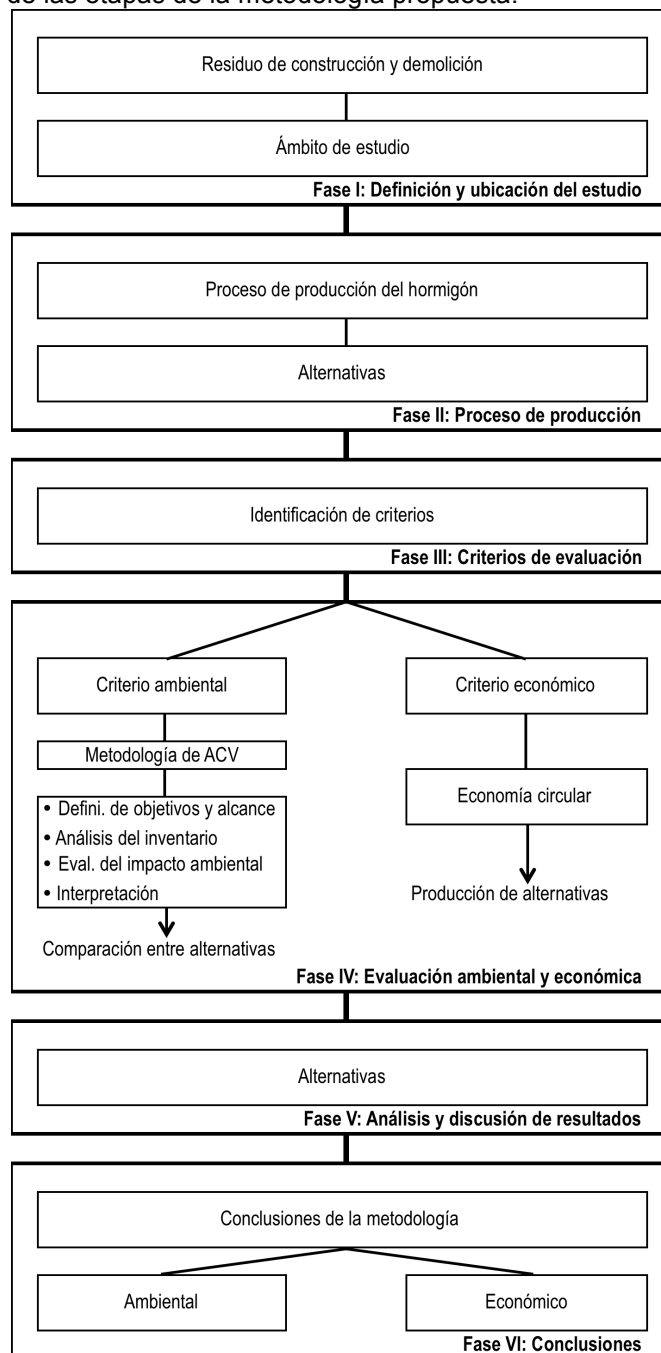 de las etapas de la metodología propuesta.
Residuo de construcción y demolición
Ámbito de estudio
Fase I: Definición y ubicación del estudio
Proceso de producción del hormigón
Alternativas
Fase II: Proceso de producción
Identificación de criterios
Fase III: Criterios de evaluación
Criterio ambiental
Metodología de ACV
• Defini. de objetivos y alcance
• Análisis del inventario
• Eval. del impacto ambiental
• Interpretación
Comparación entre alternativas
Criterio económico
Economía circular
Producción de alternativas
Fase IV: Evaluación ambiental y económica
Alternativas
Fase V: Análisis y discusión de resultados
Conclusiones de la metodología
Ambiental
Económico
Fase VI: Conclusiones